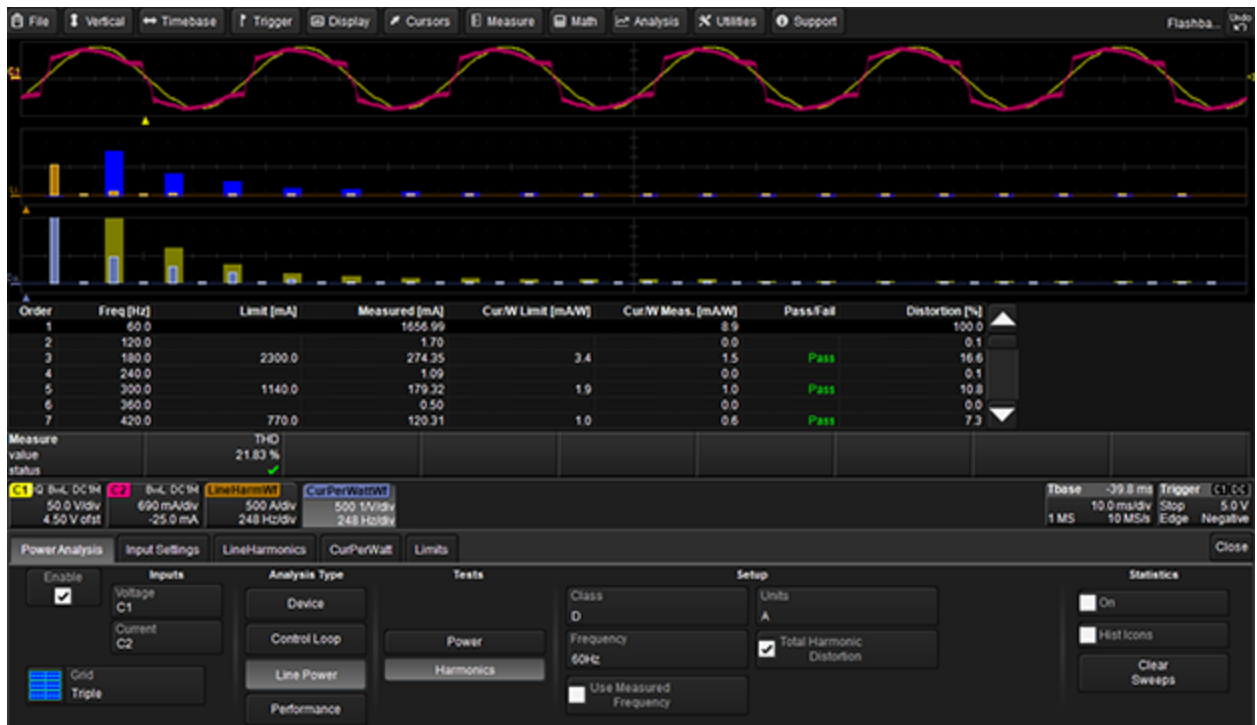 File Vertical Timebase Trigger Display Cursors Measure Math Analysis Utilities Support Flashba... Undo
C1
Order Freq [Hz] Limit [mA] Measured [mA] Cur/W Limit [mA/W] Cur/W Meas. [mA/W] Pass/Fail Distortion [%]
1 60.0 1656.99 8.9 100.0
2 120.0 1.70 0.0 0.1
3 180.0 2300.0 274.35 3.4 1.5 Pass 16.6
4 240.0 1.09 0.0 0.1
5 300.0 1140.0 179.32 1.9 1.0 Pass 10.8
6 360.0 0.50 0.0 0.0
7 420.0 770.0 120.31 1.0 0.6 Pass 7.3
Measure THD
value 21.83 %
status
C1 BwL DC1M C2 BwL DC1M LineHarmWf CurPerWattWf Tbase -39.8 ms Trigger C1 DC
50.0 V/div 690 mA/div 500 A/div 500 1/V/div 10.0 ms/div Stop 5.0 V
4.50 V ofst -25.0 mA 248 Hz/div 248 Hz/div 1 MS 10 MS/s Edge Negative
Power Analysis Input Settings LineHarmonics CurPerWatt Limits Close
Enable Inputs Analysis Type Tests Setup Statistics
Voltage
C1
Device
Class
D
Units
A
On
Current
C2
Control Loop
Power
Frequency
60Hz
Total Harmonic
Distortion
Hist Icons
Grid
Triple
Line Power
Harmonics
Use Measured
Frequency
Clear
Sweeps
Performance